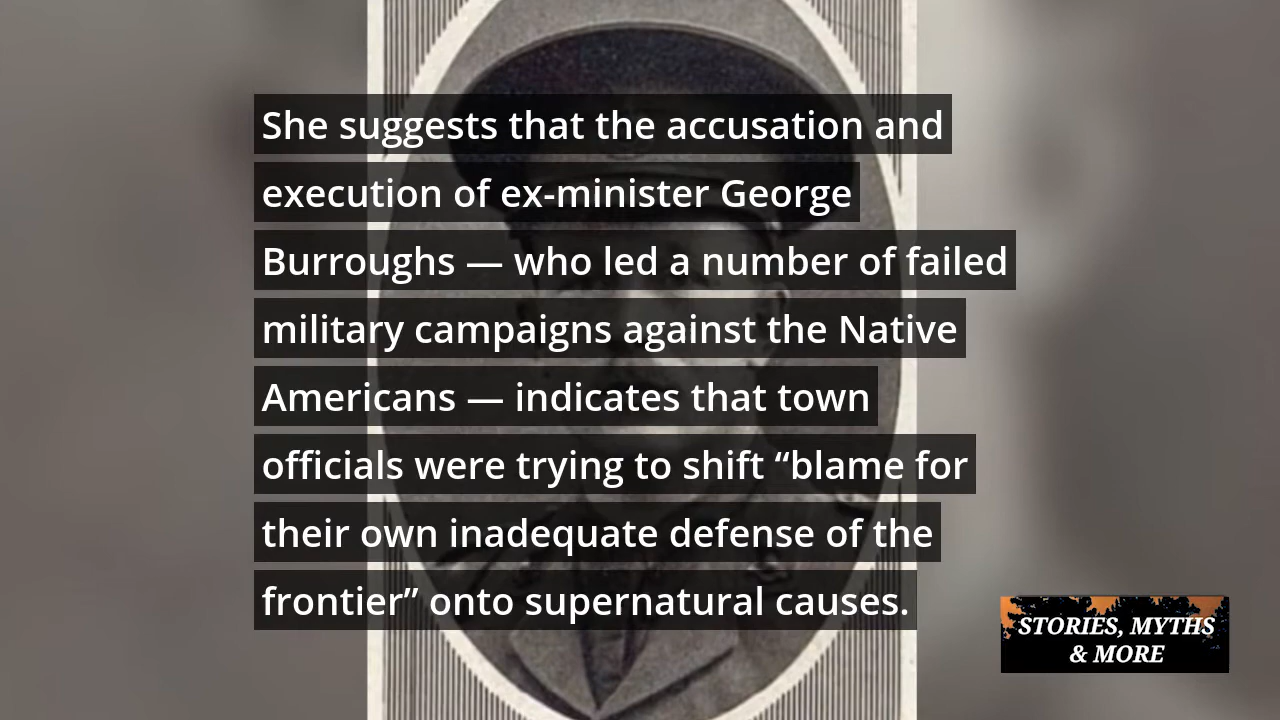 She suggests that the accusation and
execution of ex-minister George
Burroughs — who led a number of failed
military campaigns against the Native
Americans — indicates that town
officials were trying to shift “blame for
their own inadequate defense of the
frontier” onto supernatural causes.
STORIES, MYTHS
& MORE